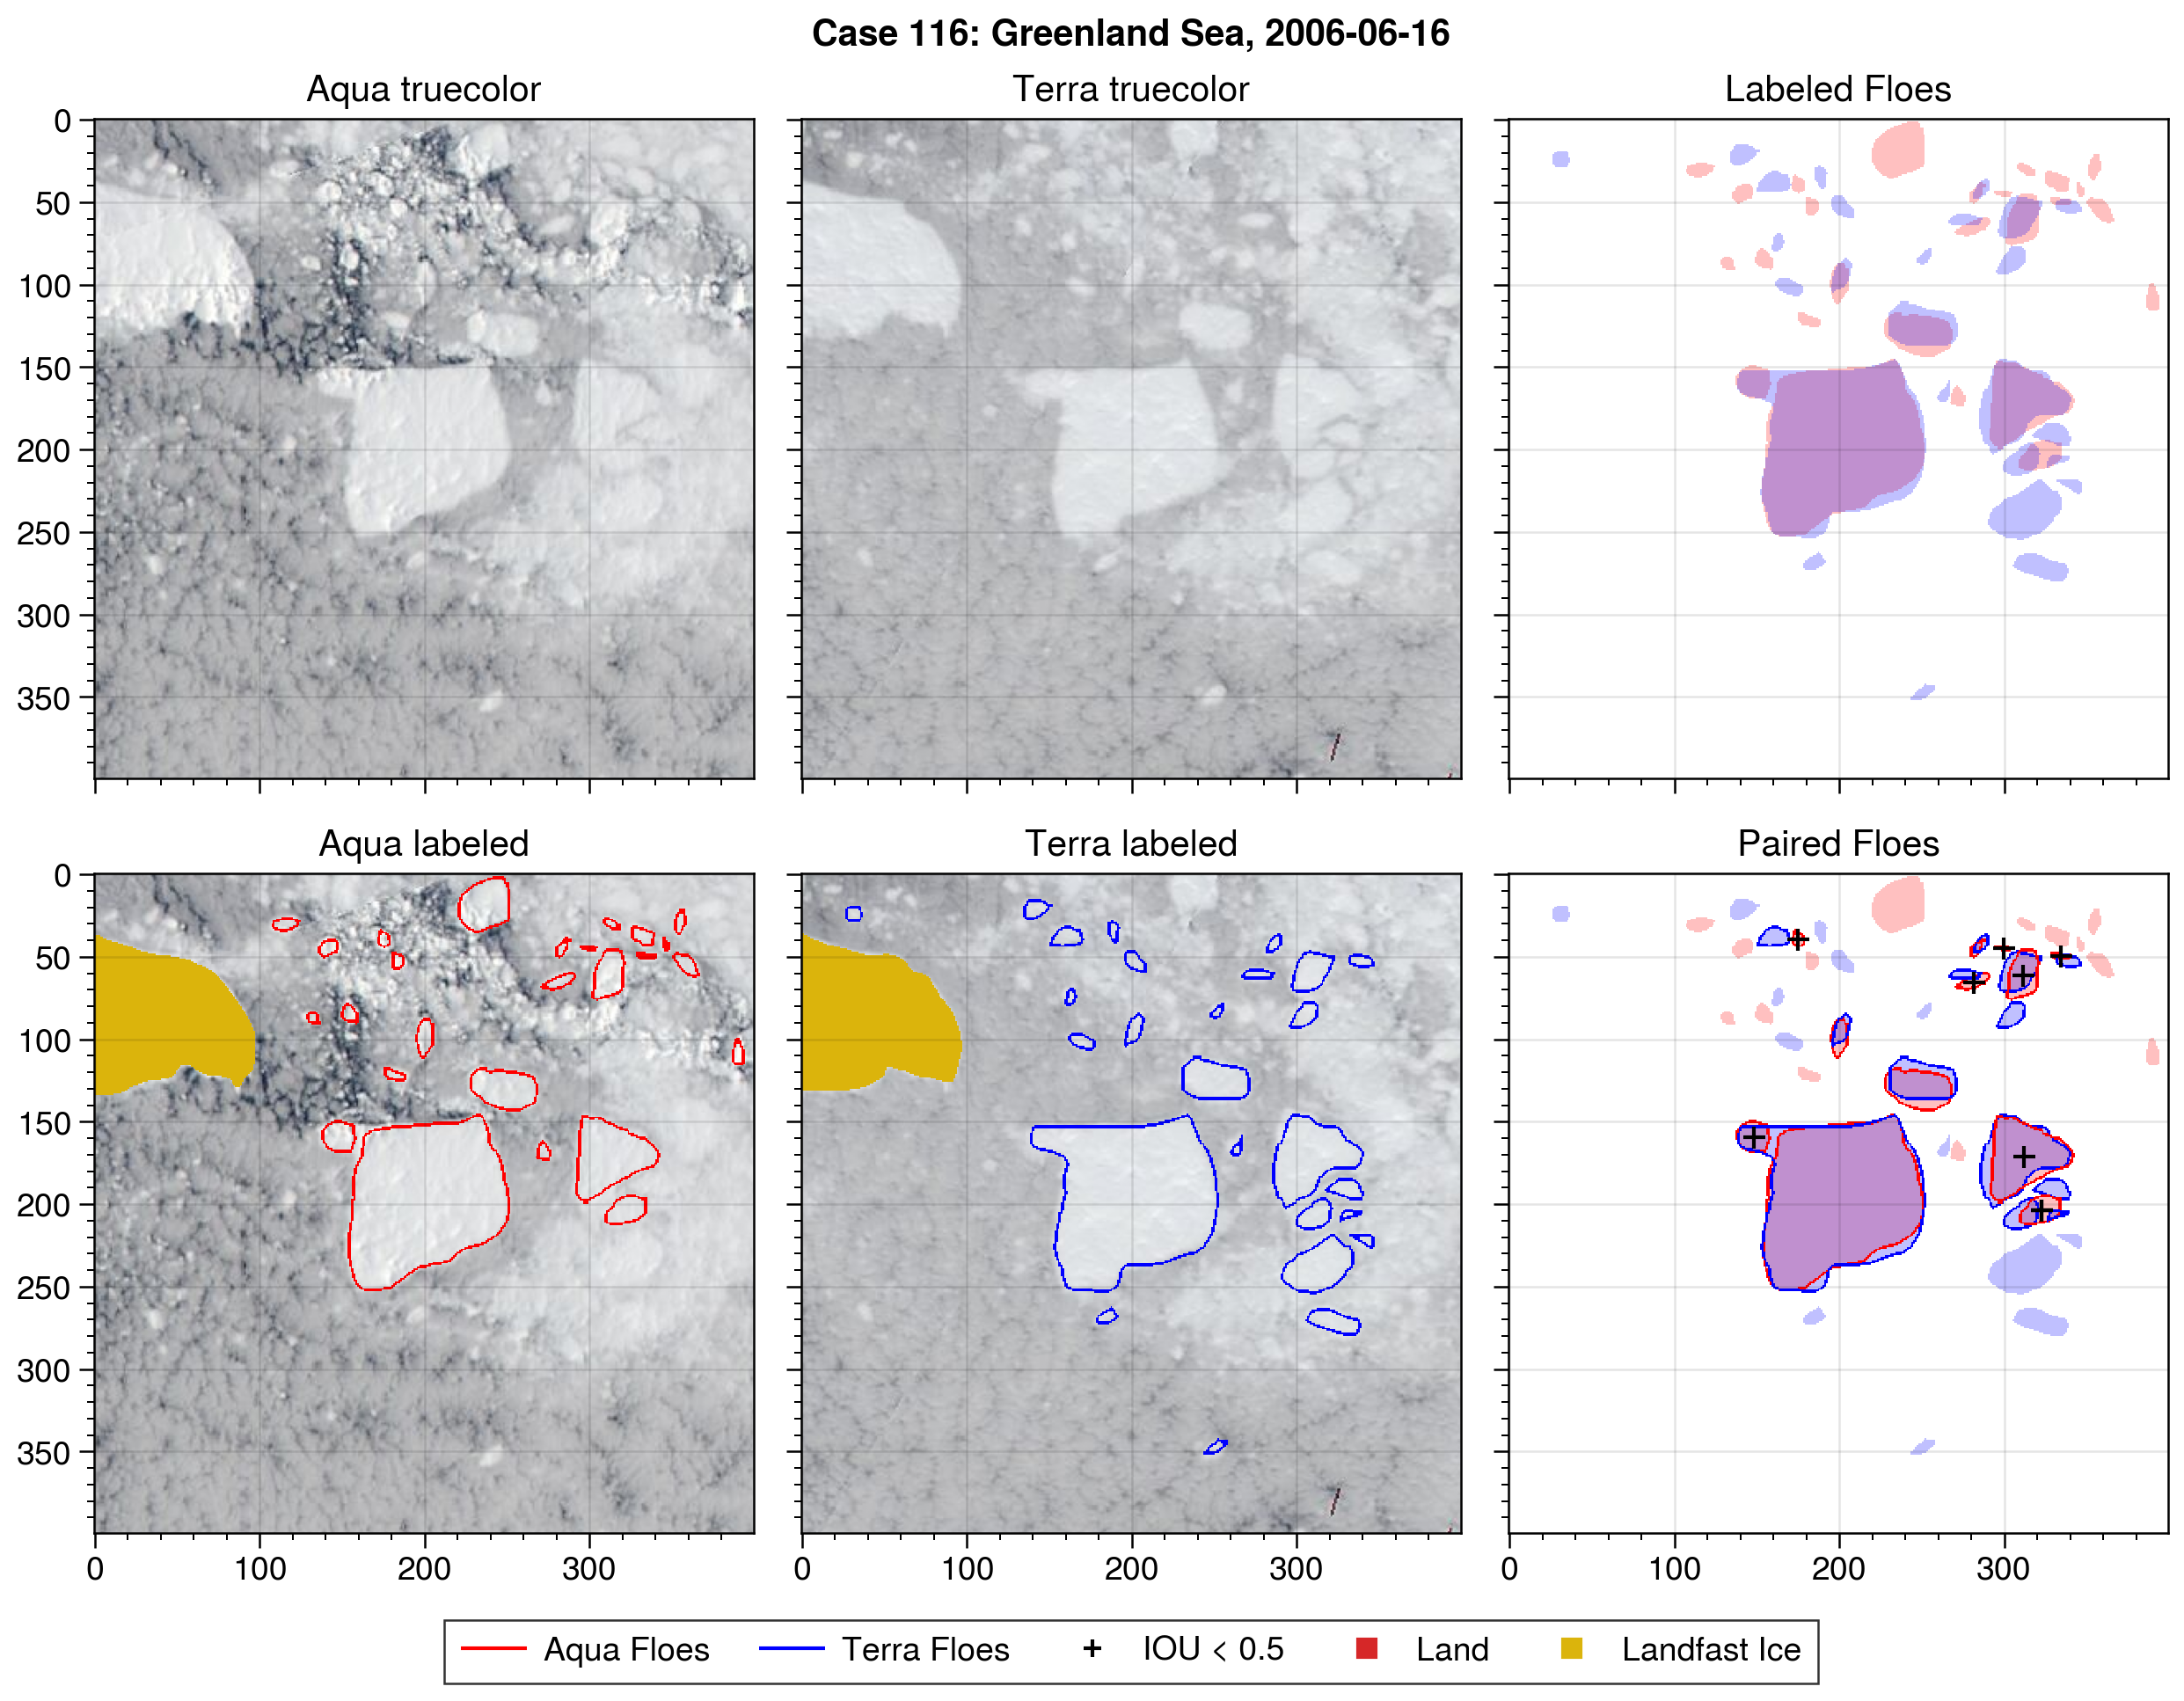 Case 116: Greenland Sea, 2006-06-16
Aqua truecolor
Terra truecolor
Labeled Floes
0
50
100
150
200
250
300
350
Aqua labeled
Terra labeled
Paired Floes
0
50
100
150
200
250
300
350
0 100 200 300
0 100 200 300
0 100 200 300
Aqua Floes Terra Floes + IOU < 0.5 Land Landfast Ice